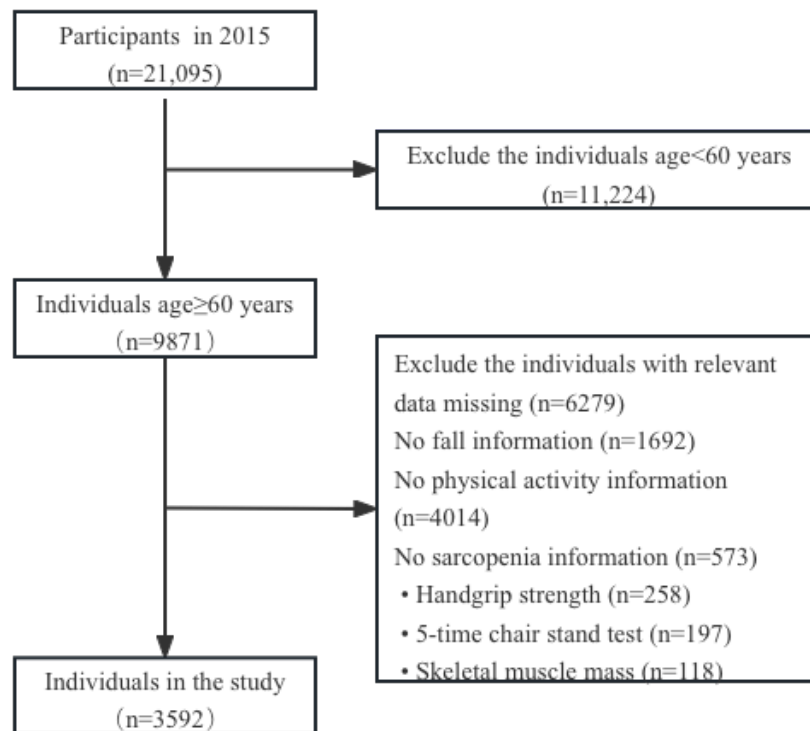 Participants in 2015
(n=21,095)
Exclude the individuals age<60 years
(n=11,224)
Individuals age≥60 years
(n=9871)
Exclude the individuals with relevant
data missing (n=6279)
No fall information (n=1692)
No physical activity information
(n=4014)
No sarcopenia information (n=573)
• Handgrip strength (n=258)
• 5-time chair stand test (n=197)
• Skeletal muscle mass (n=118)
Individuals in the study
(n=3592)